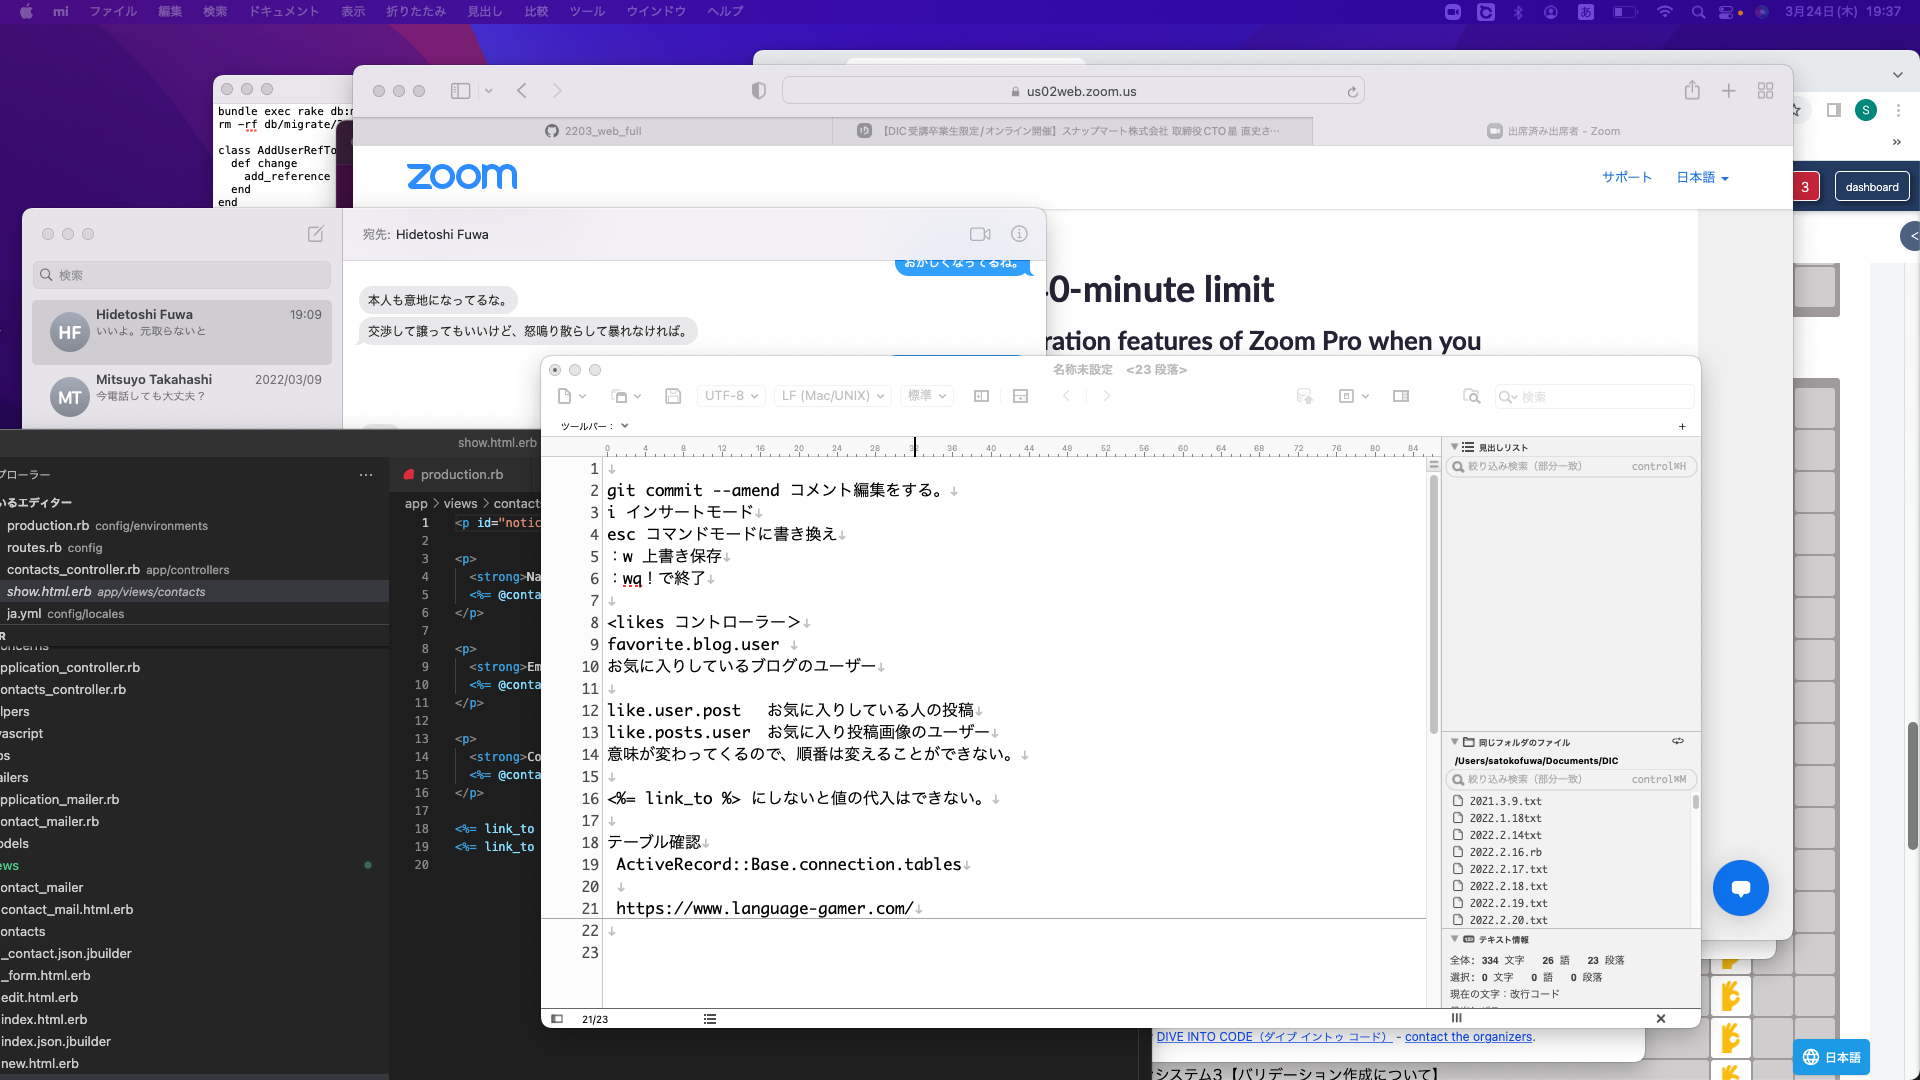 mi ファイル 編集 検索 ドキュメント 表示 折りたたみ 見出し 比較 ツール ウインドウ ヘルプ
3月24日(木) 19:37
bundle exec rake db:
rm -rf db/migrate/
class AddUserRefTo
def change
add_reference
end
end
us02web.zoom.us
2203_web_full
【DIC受講卒業生限定/オンライン開催】スナップマート株式会社 取締役CTO星 直史さ…
出席済み出席者 - Zoom
zoom
サポート
日本語
3
dashboard
S
0-minute limit
ration features of Zoom Pro when you
検索
Hidetoshi Fuwa 19:09
いいよ。元取らないと
Mitsuyo Takahashi 2022/03/09
今電話しても大丈夫？
HF
MT
宛先: Hidetoshi Fuwa
おかしくなってるね。
本人も意地になってるな。
交渉して譲ってもいいけど、怒鳴り散らして暴れなければ。
show.html.erb
プローラー
いるエディター
production.rb config/environments
routes.rb config
contacts_controller.rb app/controllers
show.html.erb app/views/contacts
ja.yml config/locales
R
oncerns
pplication_controller.rb
ontacts_controller.rb
lpers
vascript
os
ailers
pplication_mailer.rb
ontact_mailer.rb
odels
ews
ontact_mailer
contact_mail.html.erb
ontacts
_contact.json.jbuilder
_form.html.erb
edit.html.erb
index.html.erb
index.json.jbuilder
new.html.erb
production.rb
app > views > contact
1 <p id="notic
2
3 <p>
4 <strong>Na
5 <%= @conta
6 </p>
7
8 <p>
9 <strong>Em
10 <%= @conta
11 </p>
12
13 <p>
14 <strong>Co
15 <%= @conta
16 </p>
17
18 <%= link_to
19 <%= link_to
20
名称未設定 <23 段落>
UTF-8 LF (Mac/UNIX) 標準
検索
ツールバー：
0 4 8 12 16 20 24 28 32 36 40 44 48 52 56 60 64 68 72 76 80 84
1 ↓
2 git commit --amend コメント編集をする。↓
3 i インサートモード↓
4 esc コマンドモードに書き換え↓
5 ：w 上書き保存↓
6 ：wq！で終了↓
7 ↓
8 <likes コントローラー＞↓
9 favorite.blog.user ↓
10 お気に入りしているブログのユーザー↓
11 ↓
12 like.user.post お気に入りしている人の投稿↓
13 like.posts.user お気に入り投稿画像のユーザー↓
14 意味が変わってくるので、順番は変えることができない。↓
15 ↓
16 <%= link_to %> にしないと値の代入はできない。↓
17 ↓
18 テーブル確認↓
19 ActiveRecord::Base.connection.tables↓
20 ↓
21 https://www.language-gamer.com/↓
22 ↓
23
21/23
見出しリスト
絞り込み検索（部分一致） control⌘H
同じフォルダのファイル
/Users/satokofuwa/Documents/DIC
絞り込み検索（部分一致） control⌘M
2021.3.9.txt
2022.1.18txt
2022.2.14txt
2022.2.16.rb
2022.2.17.txt
2022.2.18.txt
2022.2.19.txt
2022.2.20.txt
テキスト情報
全体: 334 文字 26 語 23 段落
選択: 0 文字 0 語 0 段落
現在の文字：改行コード
DIVE INTO CODE（ダイブ イントゥ コード） - contact the organizers.
システム3【バリデーション作成について】
日本語